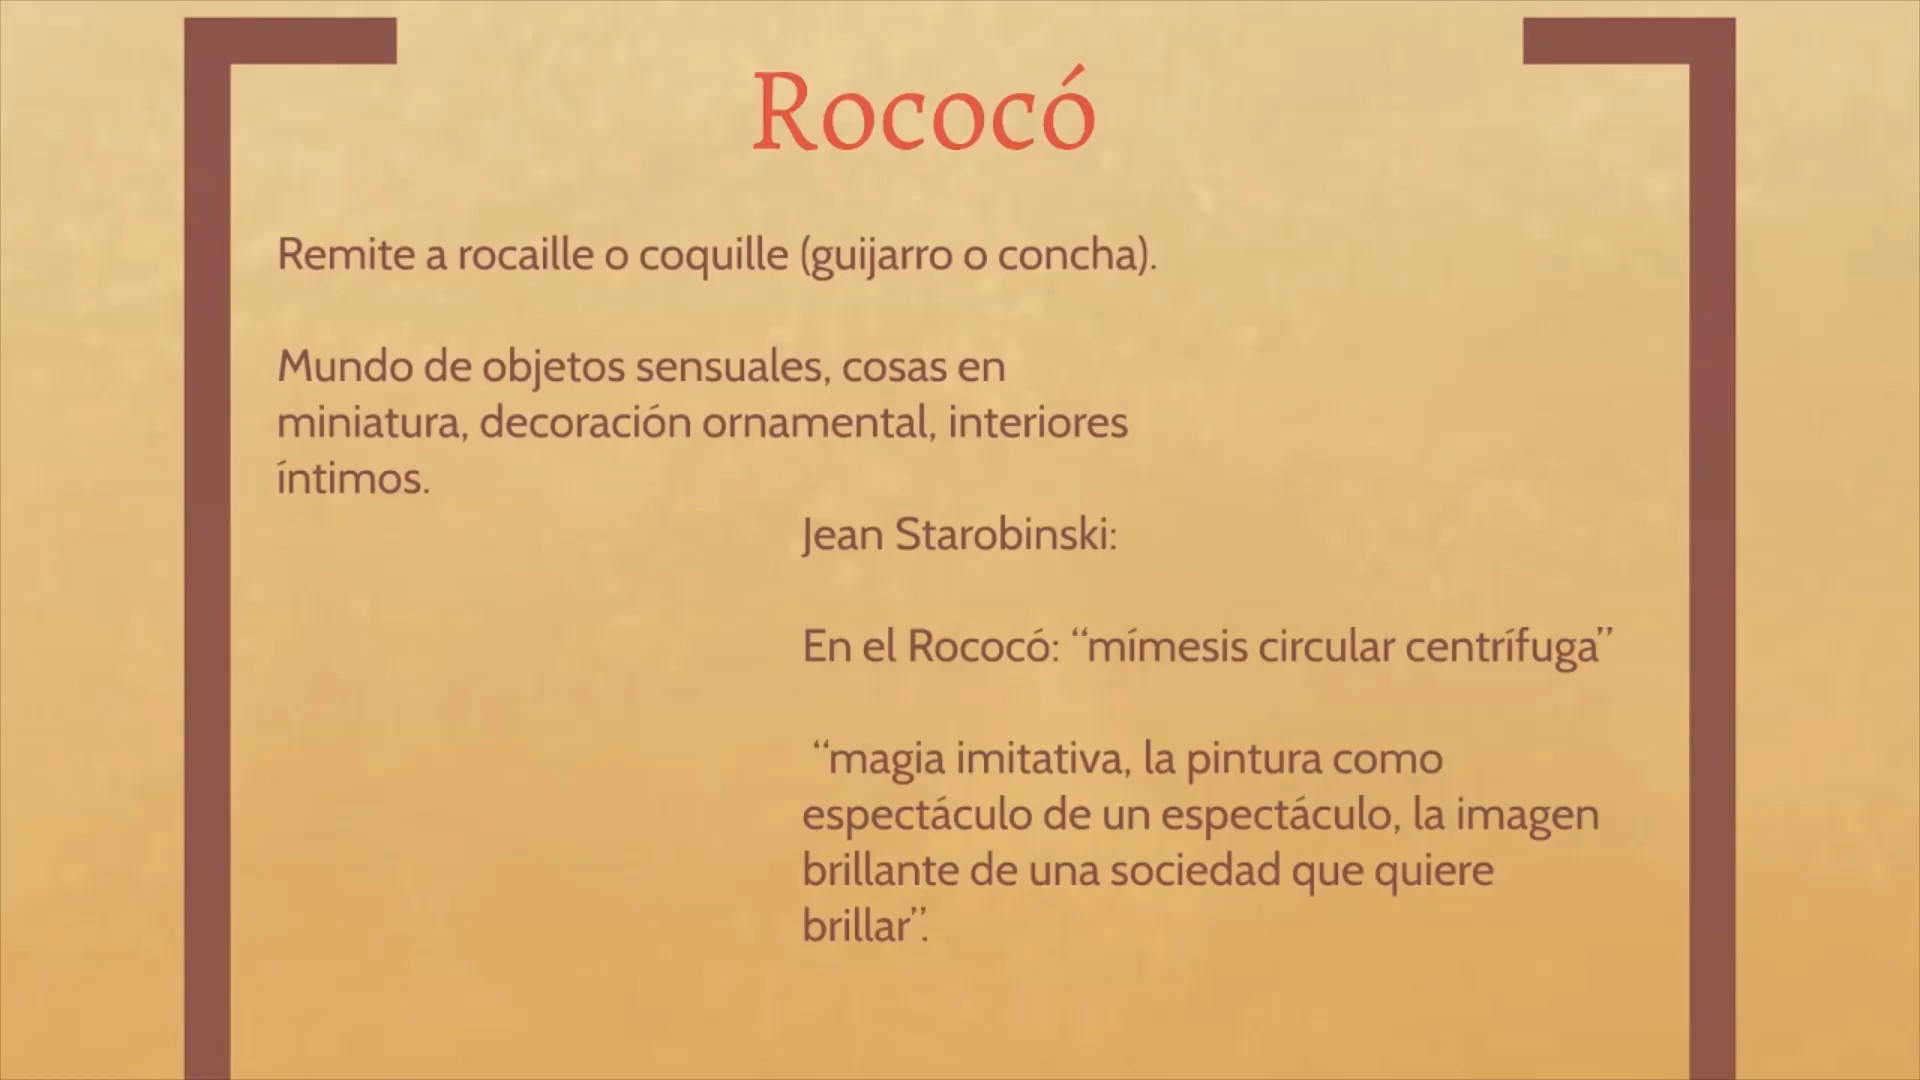 Rococó
Remite a rocaille o coquille (guijarro o concha).
Mundo de objetos sensuales, cosas en
miniatura, decoración ornamental, interiores
íntimos.
Jean Starobinski:
En el Rococó: “mímesis circular centrífuga”
“magia imitativa, la pintura como
espectáculo de un espectáculo, la imagen
brillante de una sociedad que quiere
brillar”.